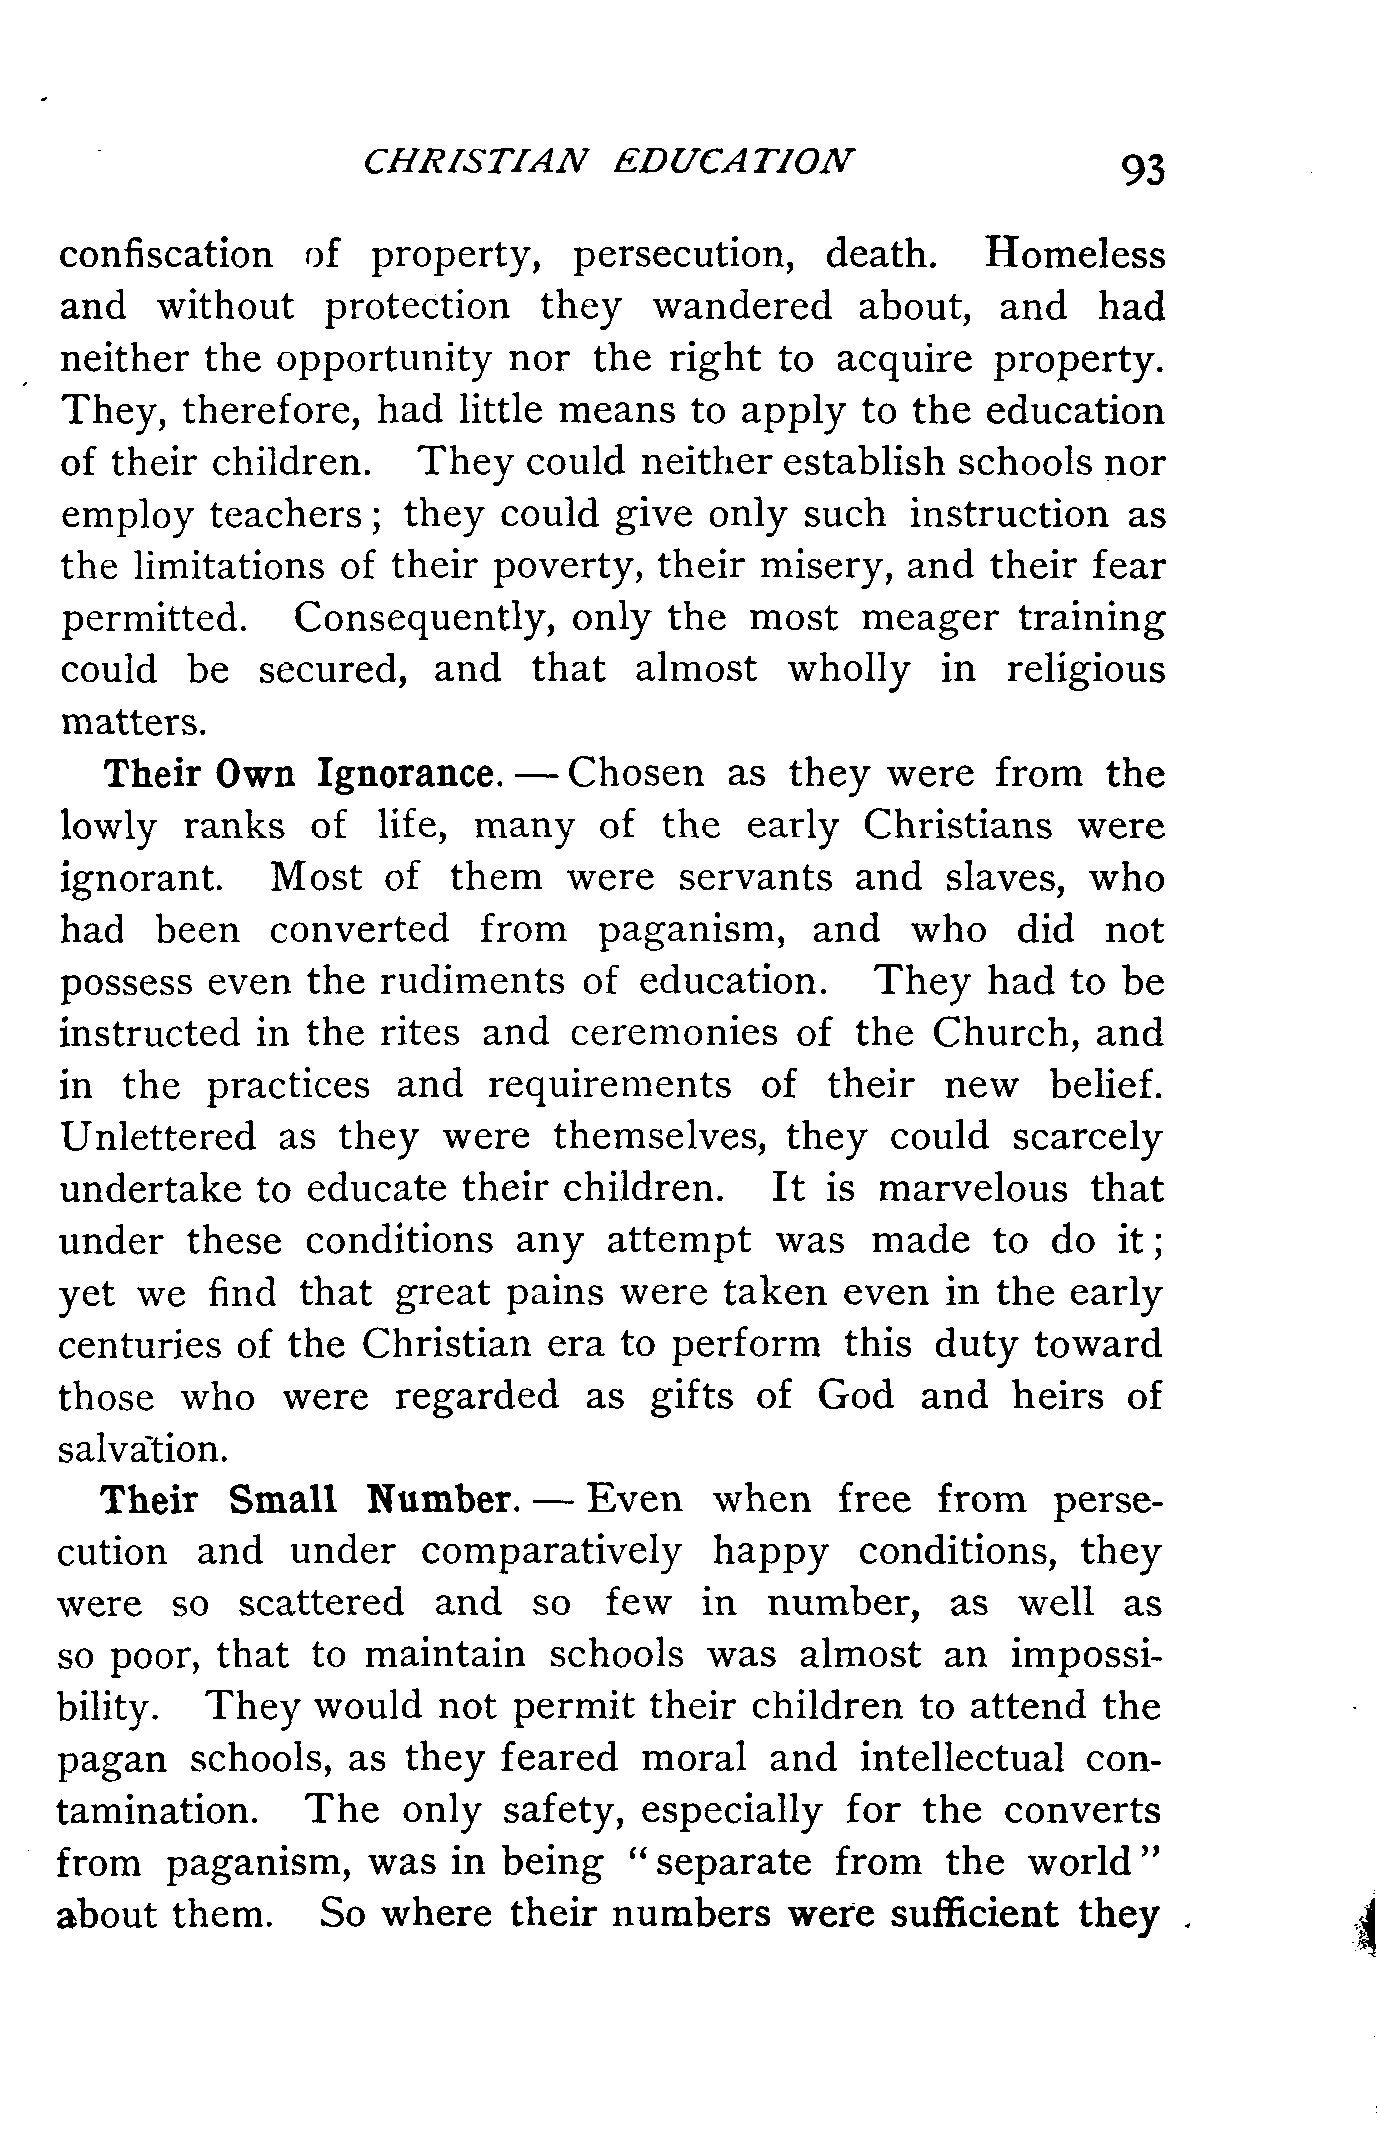 CHRISTIAN EDUCATION 93
confiscation of property, persecution, death. Homeless
and without protection they wandered about, and had
neither the opportunity nor the right to acquire property.
They, therefore, had little means to apply to the education
of their children. They could neither establish schools nor
employ teachers; they could give only such instruction as
the limitations of their poverty, their misery, and their fear
permitted. Consequently, only the most meager training
could be secured, and that almost wholly in religious
matters.
Their Own Ignorance. — Chosen as they were from the
lowly ranks of life, many of the early Christians were
ignorant. Most of them were servants and slaves, who
had been converted from paganism, and who did not
possess even the rudiments of education. They had to be
instructed in the rites and ceremonies of the Church, and
in the practices and requirements of their new belief.
Unlettered as they were themselves, they could scarcely
undertake to educate their children. It is marvelous that
under these conditions any attempt was made to do it;
yet we find that great pains were taken even in the early
centuries of the Christian era to perform this duty toward
those who were regarded as gifts of God and heirs of
salvation.
Their Small Number. — Even when free from perse-
cution and under comparatively happy conditions, they
were so scattered and so few in number, as well as
so poor, that to maintain schools was almost an impossi-
bility. They would not permit their children to attend the
pagan schools, as they feared moral and intellectual con-
tamination. The only safety, especially for the converts
from paganism, was in being "separate from the world"
about them. So where their numbers were sufficient they